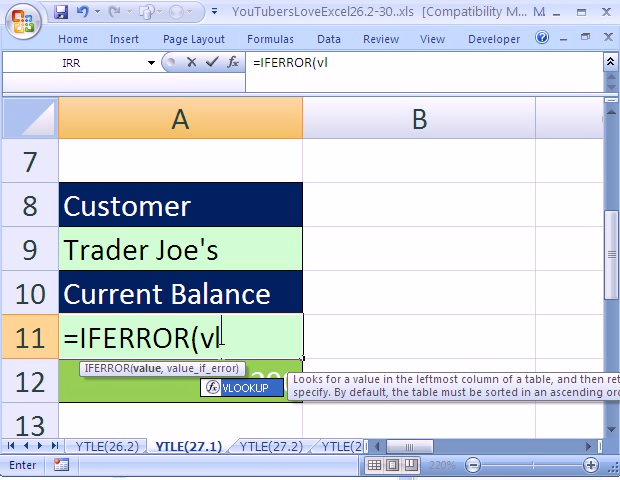 YouTubersLoveExcel26.2-30..xls [Compatibility M... M
Home Insert Page Layout Formulas Data View Developer
IRR =IFERROR(vl
A B
7
8 Customer
9 Trader Joe's
10 Current Balance
11 =IFERROR(vl
IFERROR(value, value_if_error)
12
VLOOKUP
Looks for a value in the leftmost column of a table, and then ret
specify. By default, the table must be sorted in an ascending ord
13
YTLE(26.2) YTLE(27.1) YTLE(27.2) YTLE(2
Enter 220%